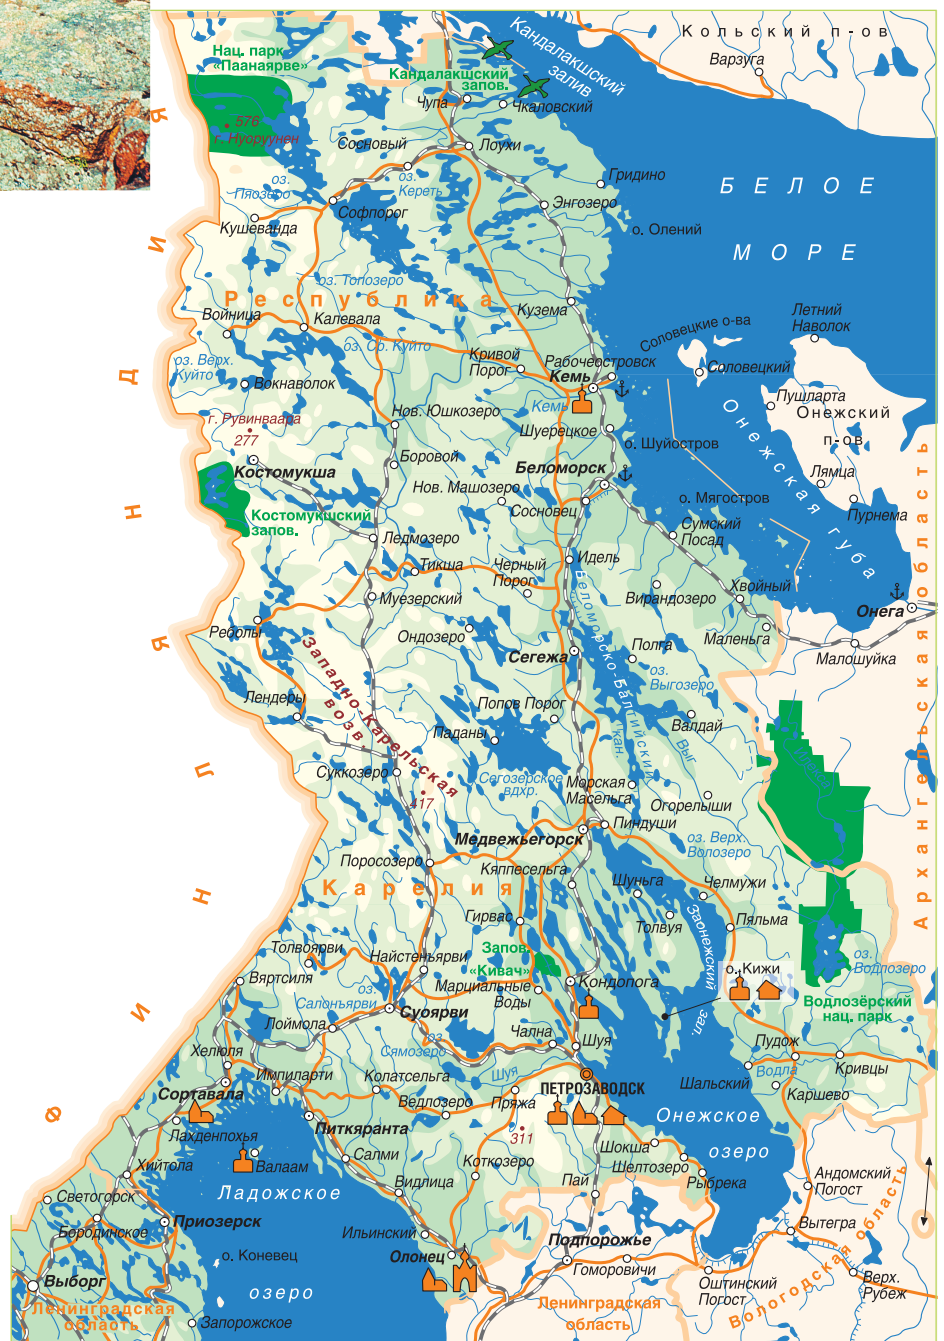 Кольский п-ов
Варзуга
Кандалакшский
залив
Нац. парк
«Паанаярве»
Кандалакшский
запов.
Чупа
Чкаловский
576
г. Нуоруунен
Сосновый
Лоухи
оз.
Пяозеро
оз.
Кереть
Гридино
БЕЛОЕ
МОРЕ
Кушеванда
Софпорог
Энгозеро
о. Олений
оз. Топозеро
Республика
Войница
Калевала
Кузема
Летний
Наволок
Соловецкие о-ва
оз. Верх.
Куйто
оз. Ср. Куйто
Кривой
Порог
Рабочеостровск
Кемь
Соловецкий
Вокнаволок
Кемь
Пушларта
Онежский
п-ов
г. Рувинваара
277
Нов. Юшкозеро
Шуерецкое
о. Шуйостров
Онежская губа
Костомукша
Боровой
Беломорск
Лямца
Нов. Машозеро
Сосновец
о. Мягостров
Пурнема
Костомукшский
запов.
Сумский
Посад
Ледмозеро
Тикша
Черный
Порог
Идель
Хвойный
Муезерский
Вирандозеро
Онега
Реболы
Ондозеро
Беломорско-Балтийский
кан.
Маленьга
Малошуйка
Западно-Карельская
возв.
Сегежа
Полга
оз.
Выгозеро
Лендеры
Попов Порог
Валдай
Паданы
Выг
Суккозеро
417
Сегозерское
вдхр.
Морская
Масельга
Огорелыши
Пиндуши
Медвежьегорск
оз. Верх.
Волозеро
Поросозеро
Кяппесельга
Карелия
Шуньга
Челмужи
Гирвас
Толвуя
Заонежский
зал.
Пяльма
Толвоярви
Найстенъярви
Запов.
«Кивач»
оз.
Водлозеро
Вяртсиля
оз.
Салонъярви
Марциальные
Воды
Кондопога
о. Кижи
Водлозёрский
нац. парк
Суоярви
Лоймола
оз.
Сямозеро
Чална
Шуя
Пудож
Хелюля
Импиларти
Колатсельга
Шуя
ПЕТРОЗАВОДСК
Водла
Кривцы
Шальский
Каршево
Сортавала
Ведлозеро
Пряжа
Онежское
озеро
Лахденпохья
Питкяранта
311
Шокша
Хийтола
Валаам
Салми
Коткозеро
Шелтозеро
Рыбрека
Андомский
Погост
Светогорск
Ладожское
озеро
Видлица
Пай
Бородинское
Приозерск
Ильинский
Вытегра
о. Коневец
Олонец
Подпорожье
Гоморовичи
Выборг
Оштинский
Погост
Верх.
Рубеж
Ленинградская
область
Запорожское
Ленинградская
область
Вологодская область
Архангельская область
ФИНЛЯНДИЯ